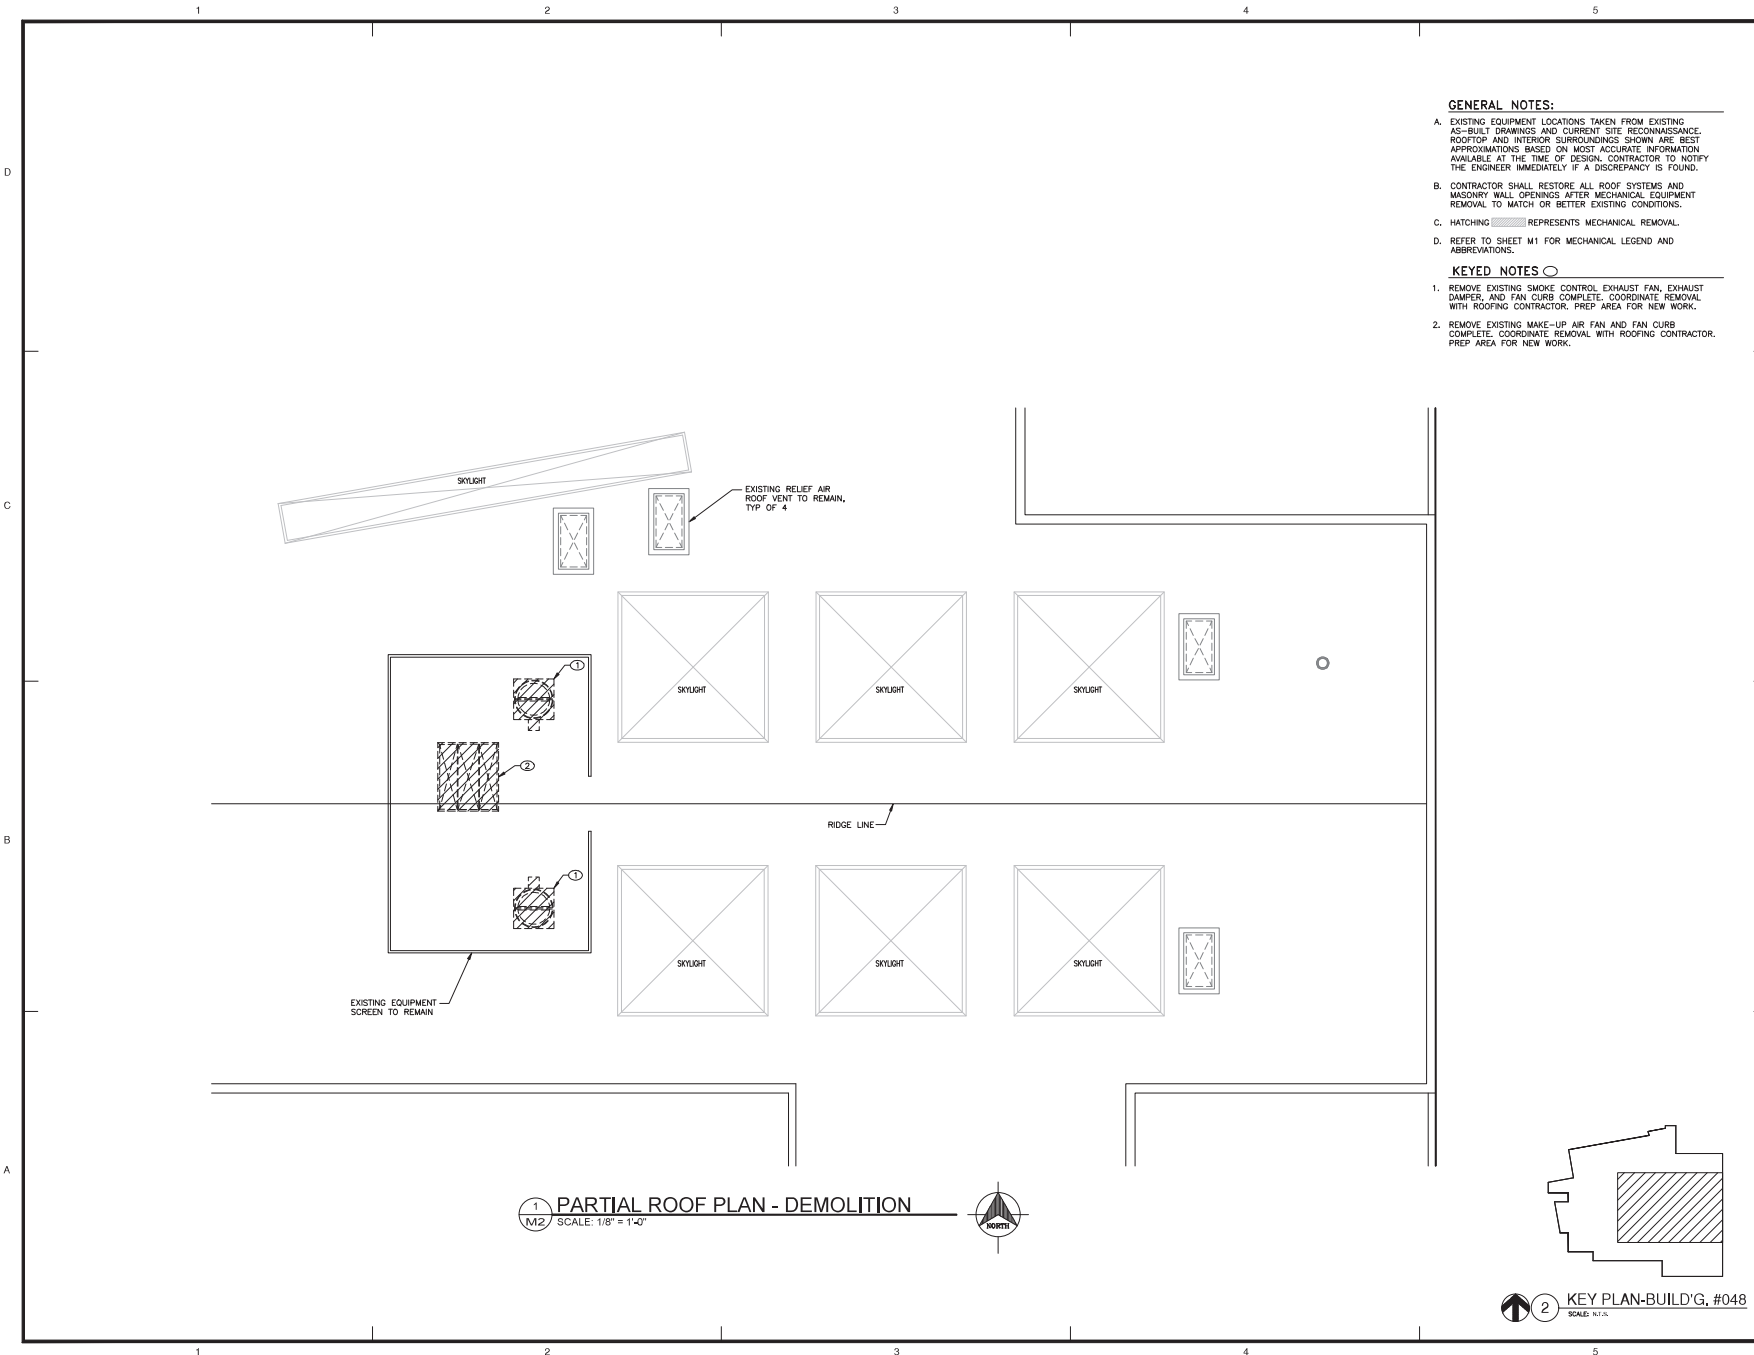 1 2 3 4 5
GENERAL NOTES:
A. EXISTING EQUIPMENT LOCATIONS TAKEN FROM EXISTING
AS-BUILT DRAWINGS AND CURRENT SITE RECONNAISSANCE.
ROOFTOP AND INTERIOR SURROUNDINGS SHOWN ARE BEST
APPROXIMATIONS BASED ON MOST ACCURATE INFORMATION
AVAILABLE AT THE TIME OF DESIGN. CONTRACTOR TO NOTIFY
THE ENGINEER IMMEDIATELY IF A DISCREPANCY IS FOUND.
B. CONTRACTOR SHALL RESTORE ALL ROOF SYSTEMS AND
MASONRY WALL OPENINGS AFTER MECHANICAL EQUIPMENT
REMOVAL TO MATCH OR BETTER EXISTING CONDITIONS.
C. HATCHING REPRESENTS MECHANICAL REMOVAL.
D. REFER TO SHEET M1 FOR MECHANICAL LEGEND AND
ABBREVIATIONS.
KEYED NOTES
1. REMOVE EXISTING SMOKE CONTROL EXHAUST FAN, EXHAUST
DAMPER, AND FAN CURB COMPLETE. COORDINATE REMOVAL
WITH ROOFING CONTRACTOR. PREP AREA FOR NEW WORK.
2. REMOVE EXISTING MAKE-UP AIR FAN AND FAN CURB
COMPLETE. COORDINATE REMOVAL WITH ROOFING CONTRACTOR.
PREP AREA FOR NEW WORK.
D
SKYLIGHT
EXISTING RELIEF AIR
ROOF VENT TO REMAIN,
TYP OF 4
C
1
SKYLIGHT SKYLIGHT SKYLIGHT
2
RIDGE LINE
B
1
SKYLIGHT SKYLIGHT SKYLIGHT
EXISTING EQUIPMENT
SCREEN TO REMAIN
A
1
M2
PARTIAL ROOF PLAN - DEMOLITION
SCALE: 1/8" = 1'-0"
NORTH
2
KEY PLAN-BUILD'G, #048
SCALE: N.T.S.
1 2 3 4 5